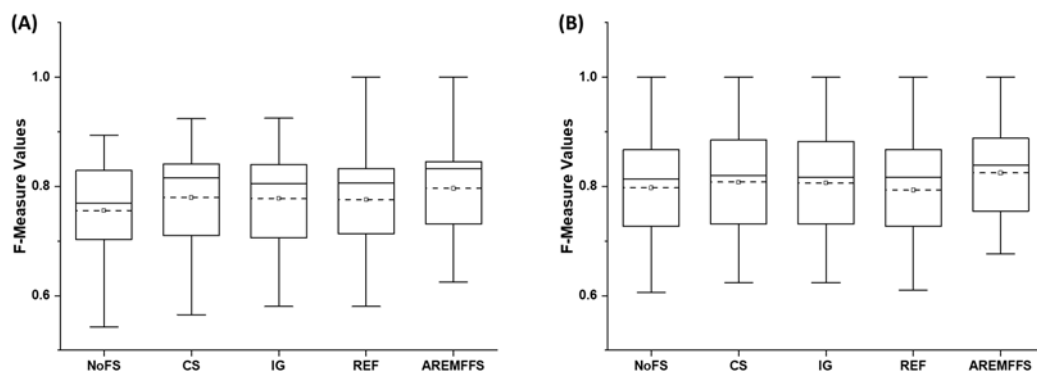 (A)
F-Measure Values
1.0
0.8
0.6
NoFS CS IG REF AREMFFS
(B)
F-Measure Values
1.0
0.8
0.6
NoFS CS IG REF AREMFFS